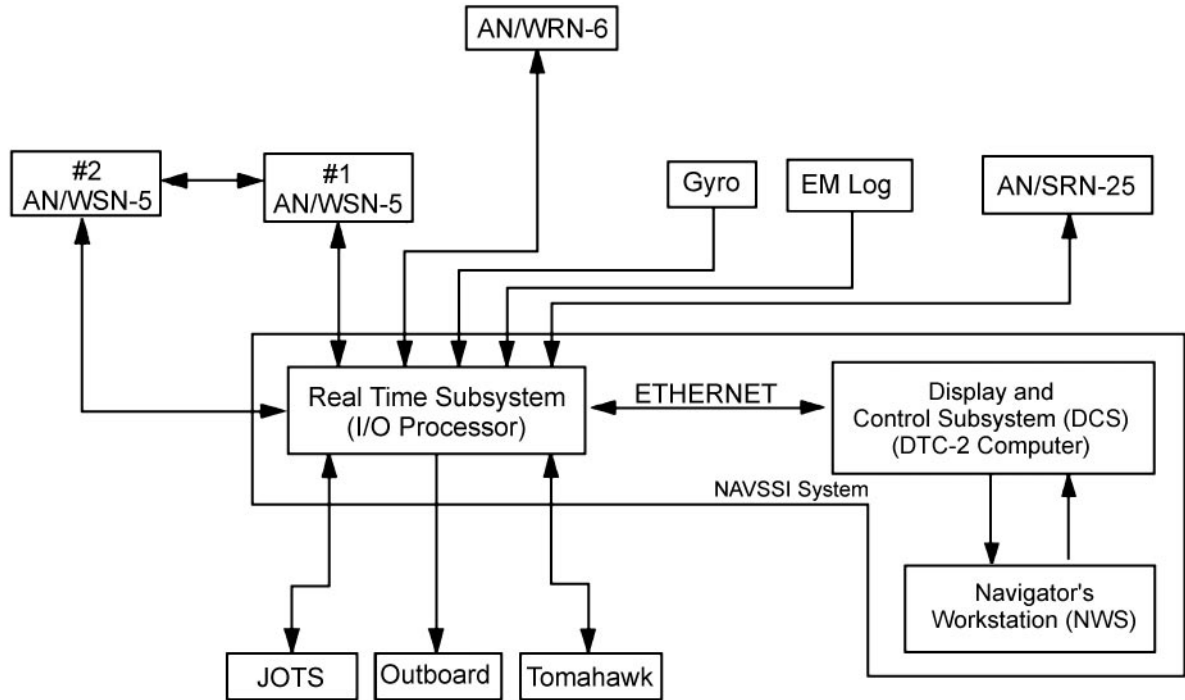 AN/WRN-6
#2
AN/WSN-5
#1
AN/WSN-5
Gyro
EM Log
AN/SRN-25
Real Time Subsystem
(I/O Processor)
ETHERNET
Display and
Control Subsystem (DCS)
(DTC-2 Computer)
NAVSSI System
Navigator's
Workstation (NWS)
JOTS
Outboard
Tomahawk